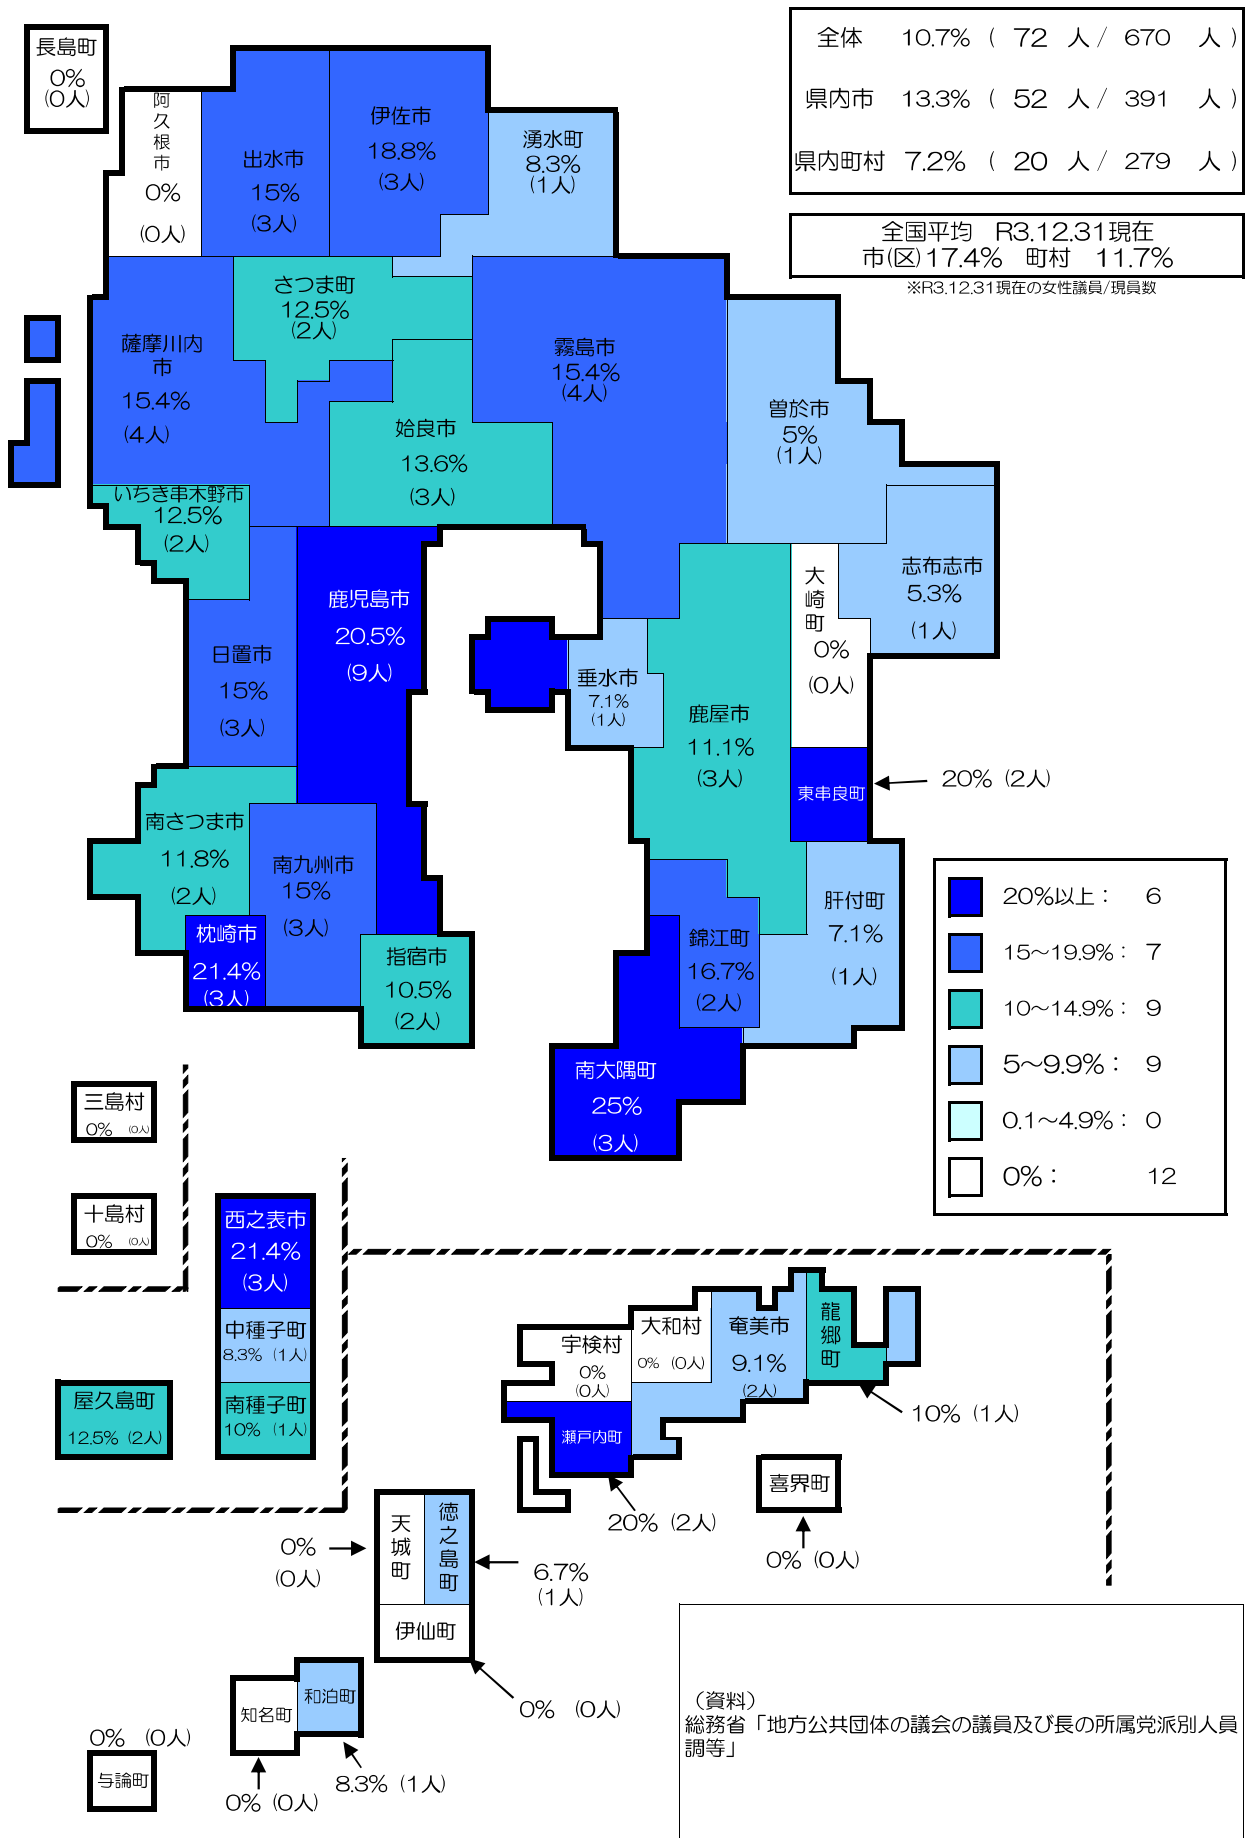 長島町
0%
(0人)
全体 10.7% ( 72 人 / 670 人 )
県内市 13.3% ( 52 人 / 391 人 )
県内町村 7.2% ( 20 人 / 279 人 )
全国平均 R3.12.31現在
市(区)17.4% 町村 11.7%
※R3.12.31現在の女性議員/現員数
阿久根市
0%
(0人)
出水市
15%
(3人)
伊佐市
18.8%
(3人)
湧水町
8.3%
(1人)
さつま町
12.5%
(2人)
薩摩川内
市
15.4%
(4人)
霧島市
15.4%
(4人)
曽於市
5%
(1人)
姶良市
13.6%
(3人)
いちき串木野市
12.5%
(2人)
志布志市
5.3%
(1人)
大崎町
0%
(0人)
鹿児島市
20.5%
(9人)
日置市
15%
(3人)
垂水市
7.1%
(1人)
鹿屋市
11.1%
(3人)
東串良町
20% (2人)
南さつま市
11.8%
(2人)
南九州市
15%
(3人)
枕崎市
21.4%
(3人)
指宿市
10.5%
(2人)
肝付町
7.1%
(1人)
錦江町
16.7%
(2人)
南大隅町
25%
(3人)
20%以上： 6
15～19.9%： 7
10～14.9%： 9
5～9.9%： 9
0.1～4.9%： 0
0%： 12
三島村
0% (0人)
十島村
0% (0人)
西之表市
21.4%
(3人)
中種子町
8.3% (1人)
南種子町
10% (1人)
屋久島町
12.5% (2人)
宇検村
0%
(0人)
大和村
0% (0人)
奄美市
9.1%
(2人)
龍郷町
10% (1人)
瀬戸内町
20% (2人)
喜界町
0% (0人)
天城町
0%
(0人)
徳之島町
6.7%
(1人)
伊仙町
0% (0人)
和泊町
8.3% (1人)
知名町
0% (0人)
0% (0人)
与論町
（資料）
総務省「地方公共団体の議会の議員及び長の所属党派別人員
調等」